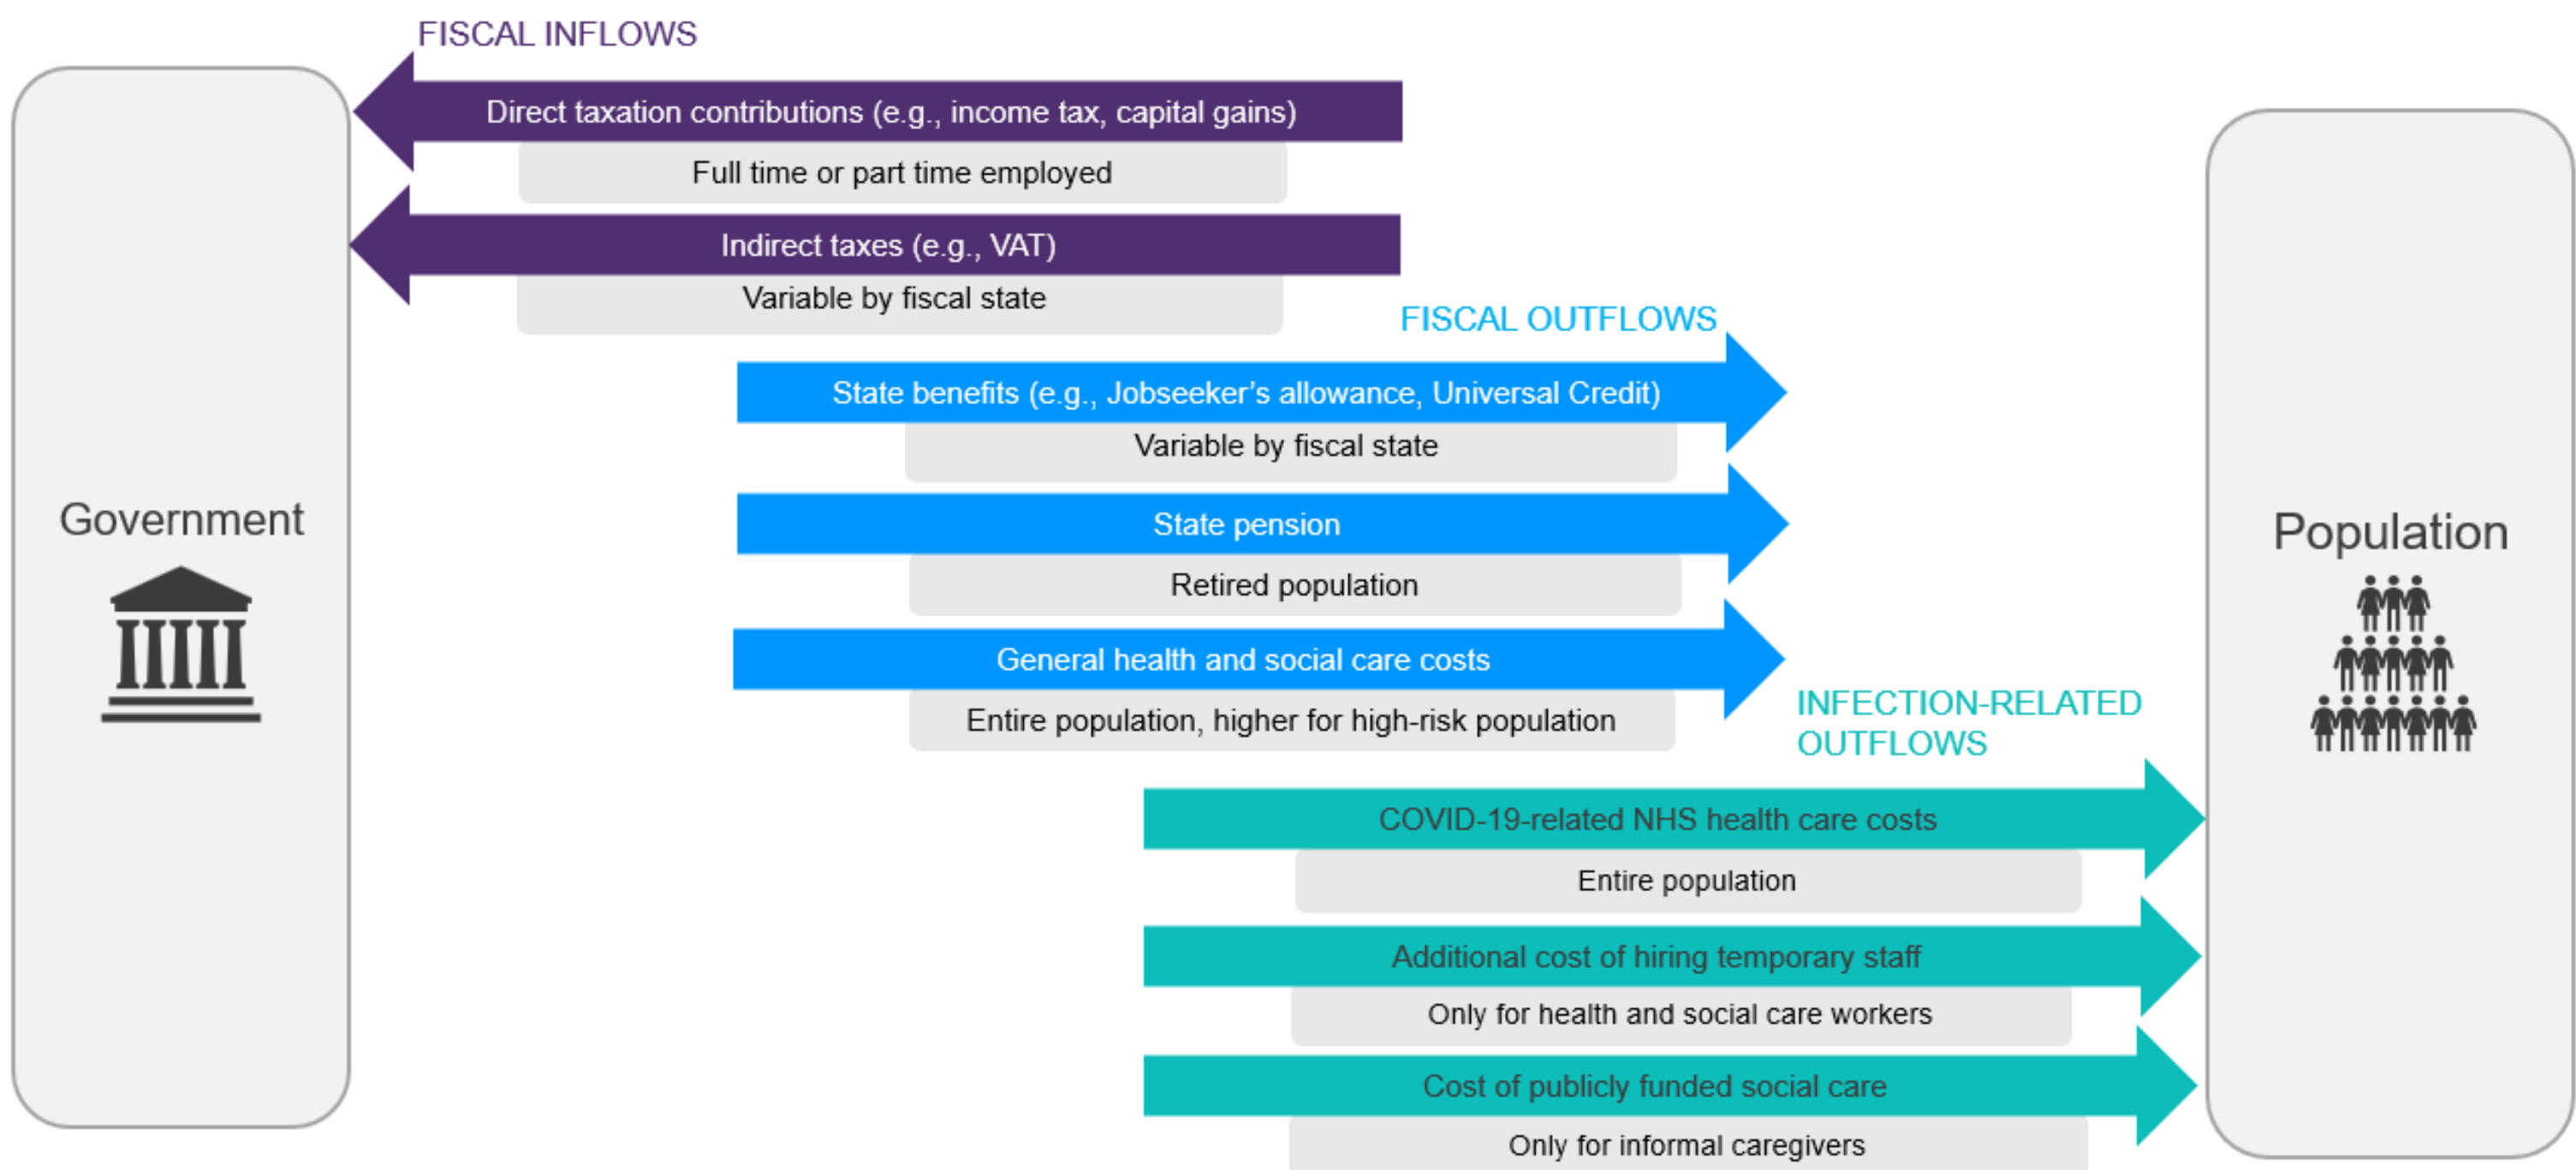 FISCAL INFLOWS
Direct taxation contributions (e.g., income tax, capital gains)
Full time or part time employed
Indirect taxes (e.g., VAT)
Variable by fiscal state
FISCAL OUTFLOWS
State benefits (e.g., Jobseeker’s allowance, Universal Credit)
Variable by fiscal state
State pension
Retired population
General health and social care costs
Entire population, higher for high-risk population
Government
Population
INFECTION-RELATED
OUTFLOWS
COVID-19-related NHS health care costs
Entire population
Additional cost of hiring temporary staff
Only for health and social care workers
Cost of publicly funded social care
Only for informal caregivers